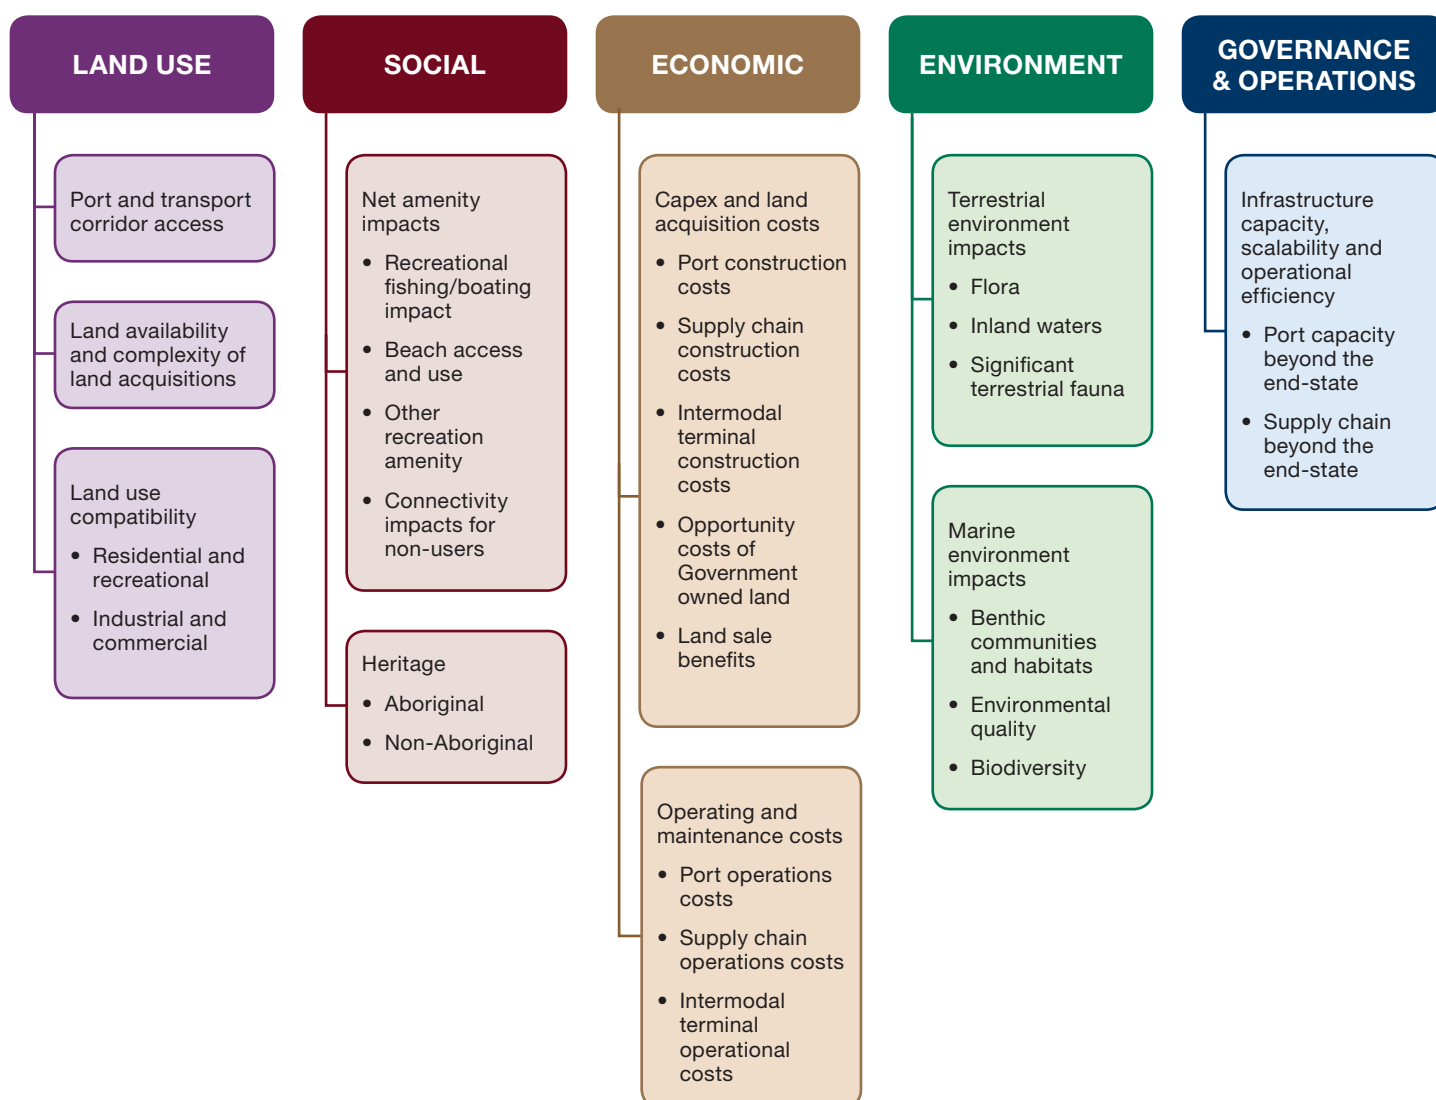 LAND USE
Port and transport
corridor access
Land availability
and complexity of
land acquisitions
Land use
compatibility
• Residential and
recreational
• Industrial and
commercial
SOCIAL
Net amenity
impacts
• Recreational
fishing/boating
impact
• Beach access
and use
• Other
recreation
amenity
• Connectivity
impacts for
non-users
Heritage
• Aboriginal
• Non-Aboriginal
ECONOMIC
Capex and land
acquisition costs
• Port construction
costs
• Supply chain
construction
costs
• Intermodal
terminal
construction
costs
• Opportunity
costs of
Government
owned land
• Land sale
benefits
Operating and
maintenance costs
• Port operations
costs
• Supply chain
operations costs
• Intermodal
terminal
operational
costs
ENVIRONMENT
Terrestrial
environment
impacts
• Flora
• Inland waters
• Significant
terrestrial fauna
Marine
environment
impacts
• Benthic
communities
and habitats
• Environmental
quality
• Biodiversity
GOVERNANCE
& OPERATIONS
Infrastructure
capacity,
scalability and
operational
efficiency
• Port capacity
beyond the
end-state
• Supply chain
beyond the
end-state